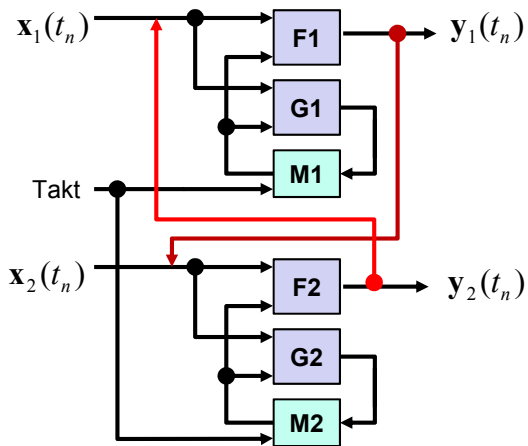 x₁(tₙ)
F1
y₁(tₙ)
G1
M1
Takt
x₂(tₙ)
F2
y₂(tₙ)
G2
M2